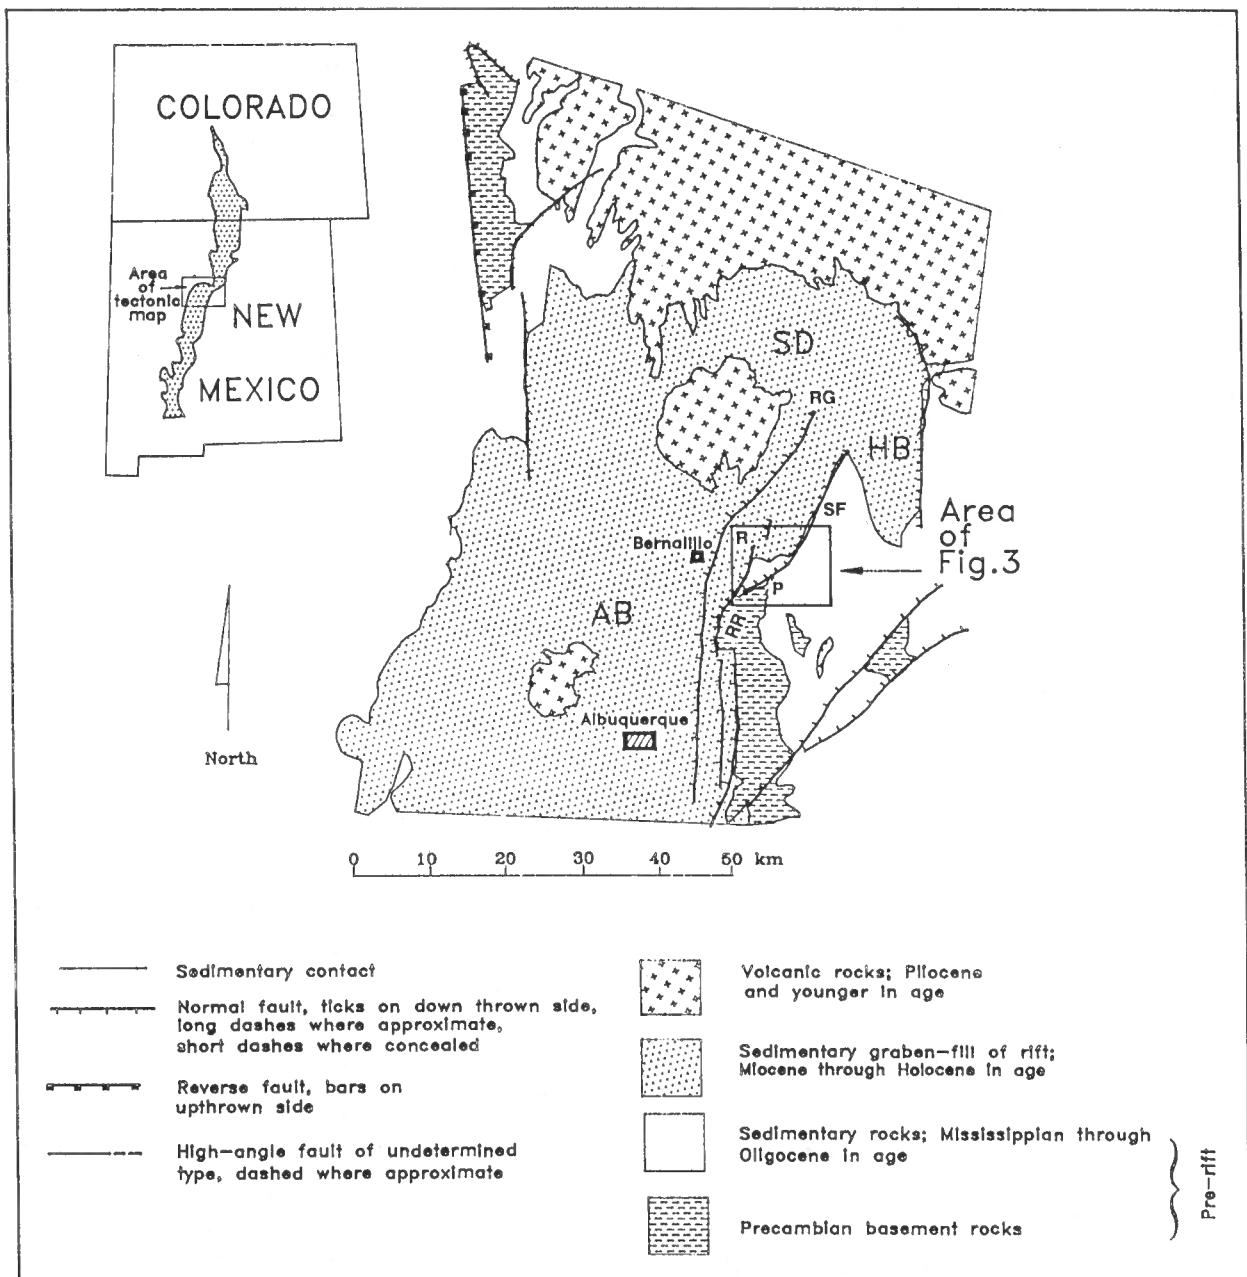 COLORADO
Area
of
tectonic
map
NEW
MEXICO
SD
RG
HB
SF
Area
of
Fig.3
Bernalillo
R
P
RR
AB
Albuquerque
North
0 10 20 30 40 50 km
Sedimentary contact
Normal fault, ticks on down thrown side,
long dashes where approximate,
short dashes where concealed
Reverse fault, bars on
upthrown side
High-angle fault of undetermined
type, dashed where approximate
Volcanic rocks; Pliocene
and younger in age
Sedimentary graben-fill of rift;
Miocene through Holocene in age
Sedimentary rocks; Mississippian through
Oligocene in age
Precambian basement rocks
Pre-rift